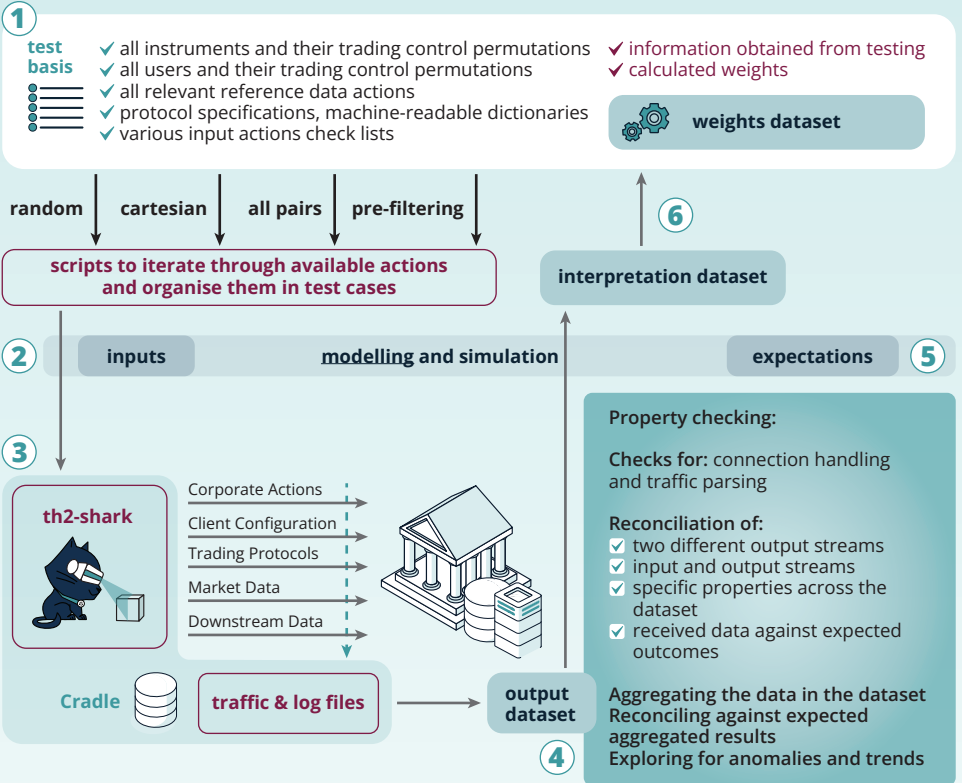 1
test
basis
all instruments and their trading control permutations
all users and their trading control permutations
all relevant reference data actions
protocol specifications, machine-readable dictionaries
various input actions check lists
information obtained from testing
calculated weights
weights dataset
random
cartesian
all pairs
pre-filtering
6
scripts to iterate through available actions
and organise them in test cases
interpretation dataset
2
inputs
modelling and simulation
expectations
5
3
th2-shark
Corporate Actions
Client Configuration
Trading Protocols
Market Data
Downstream Data
Cradle
traffic & log files
output
dataset
4
Property checking:
Checks for: connection handling
and traffic parsing
Reconciliation of:
two different output streams
input and output streams
specific properties across the
dataset
received data against expected
outcomes
Aggregating the data in the dataset
Reconciling against expected
aggregated results
Exploring for anomalies and trends